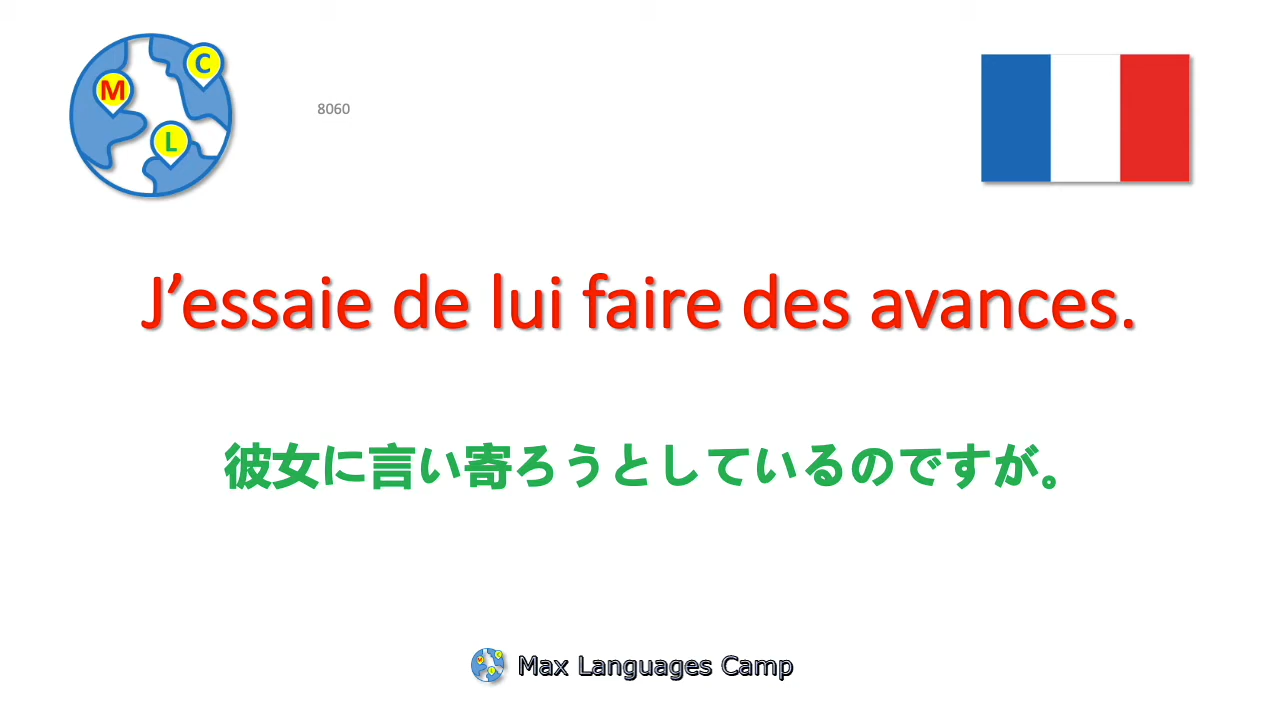 C
M
L
8060
J’essaie de lui faire des avances.
彼女に言い寄ろうとしているのですが。
Max Languages Camp